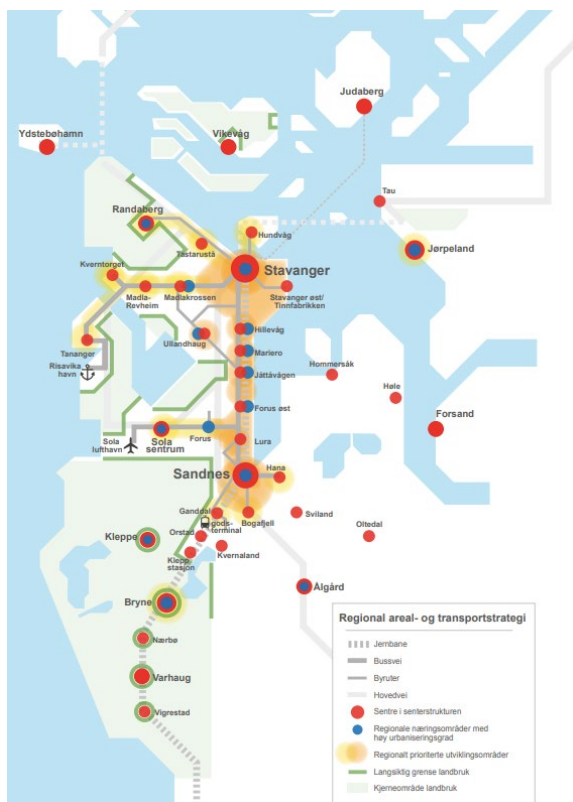 Judaberg
Ydstebøhamn
Vikevåg
Tau
Randaberg
Hundvåg
Tastarustå
Jørpeland
Kverntorget
Stavanger
Madla-
Revheim
Madlakrossen
Stavanger øst/
Tinnfabrikken
Ullandhaug
Hillevåg
Tananger
Mariero
Risavika
havn
Jåttåvågen
Hommersåk
Høle
Forus øst
Forsand
Sola
lufthavn
Sola
sentrum
Forus
Lura
Sandnes
Hana
Ganddal
gods-
terminal
Bogafjell
Sviland
Orstad
Oltedal
Kleppe
Klepp
stasjon
Kvernaland
Ålgård
Bryne
Nærbø
Varhaug
Vigrestad
Regional areal- og transportstrategi
Jernbane
Bussvei
Byruter
Hovedvei
Sentre i senterstrukturen
Regionale næringsområder med
høy urbaniseringsgrad
Regionalt prioriterte utviklingsområder
Langsiktig grense landbruk
Kjerneområde landbruk